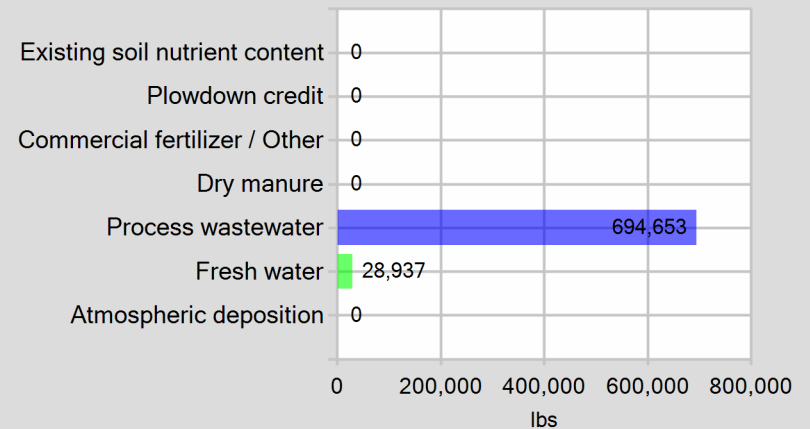 Existing soil nutrient content 0
Plowdown credit 0
Commercial fertilizer / Other 0
Dry manure 0
Process wastewater 694,653
Fresh water 28,937
Atmospheric deposition 0
0 200,000 400,000 600,000 800,000
lbs